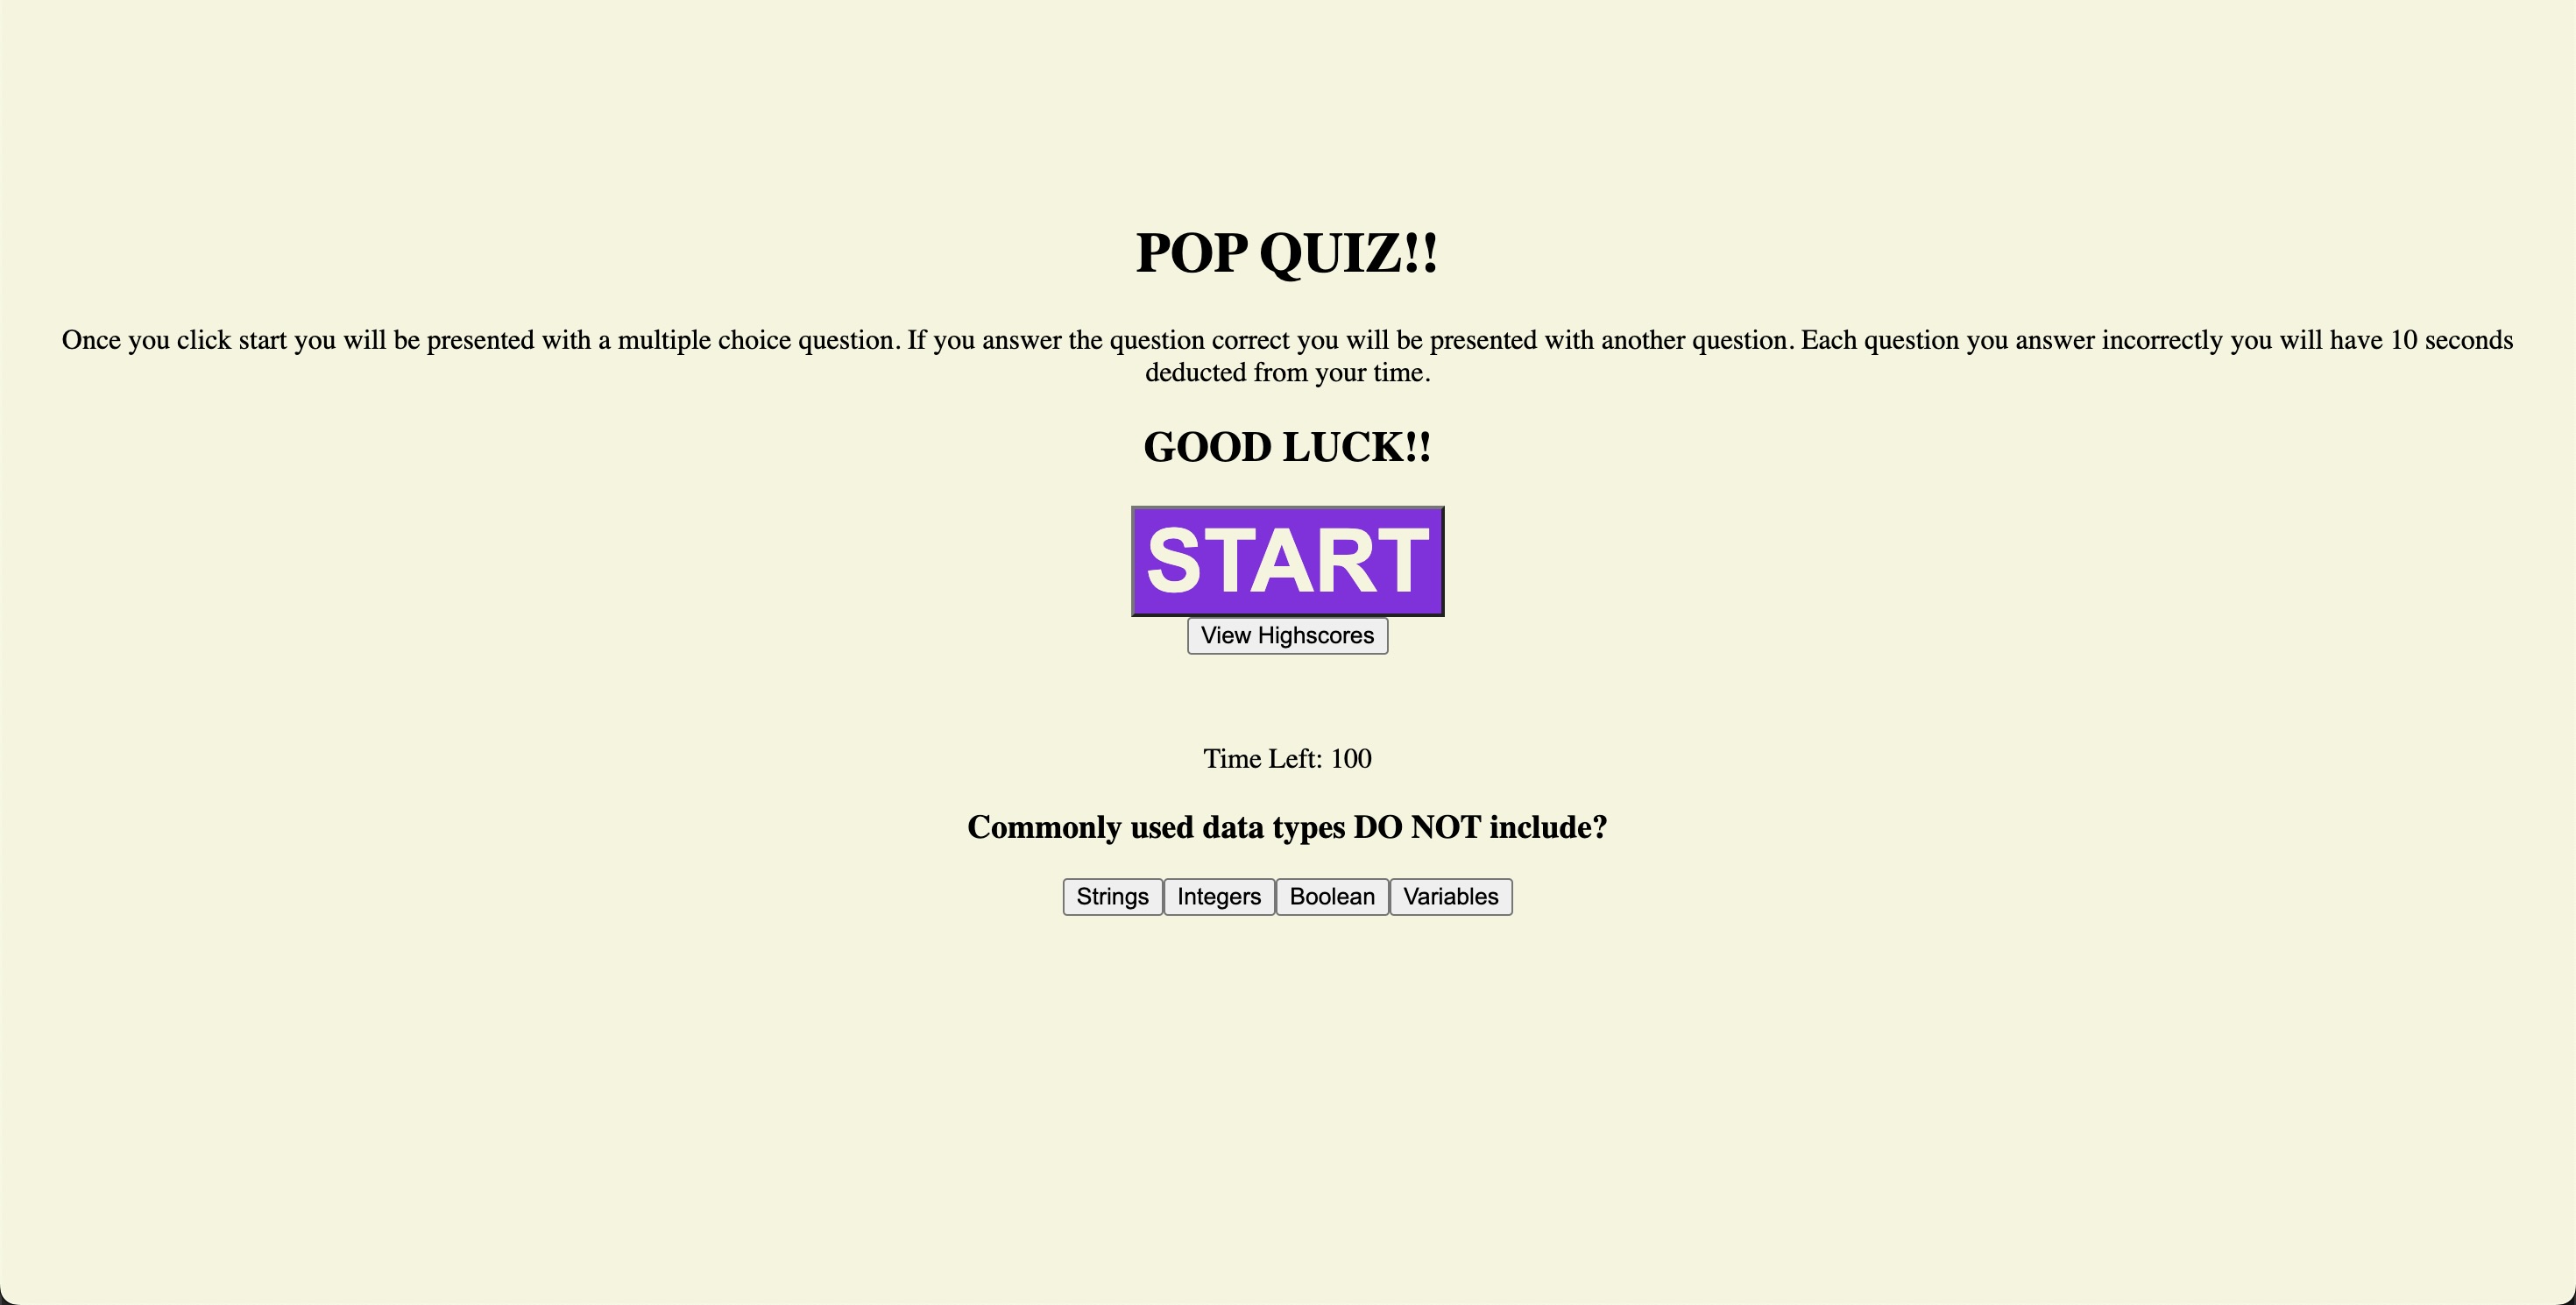 POP QUIZ!!
Once you click start you will be presented with a multiple choice question. If you answer the question correct you will be presented with another question. Each question you answer incorrectly you will have 10 seconds
deducted from your time.
GOOD LUCK!!
START
View Highscores
Time Left: 100
Commonly used data types DO NOT include?
Strings Integers Boolean Variables